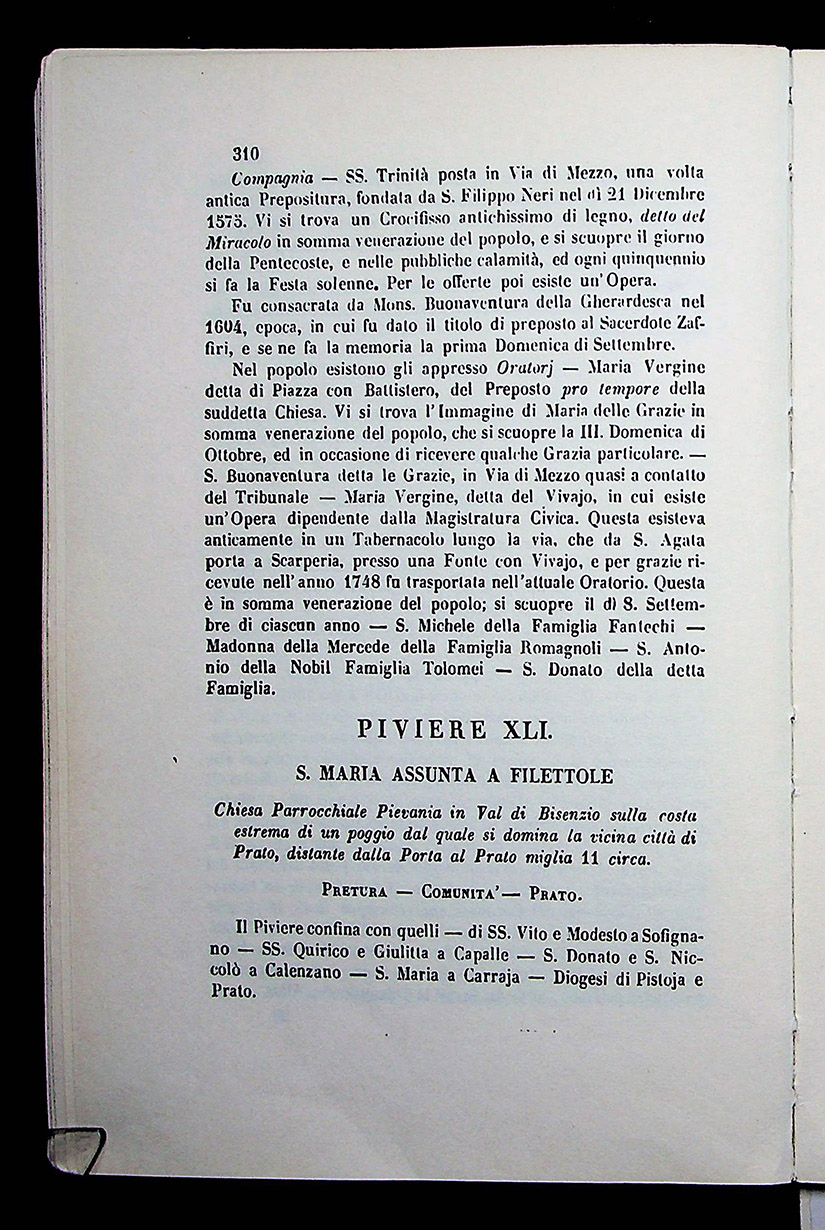 310
Compagnia — SS. Trinità posta in Via di Mezzo, una volta
antica Prepositura, fondata da S. Filippo Neri nel dì 21 Dicembre
1575. Vi si trova un Crocifisso antichissimo di legno, detto del
Miracolo in somma venerazione del popolo, e si scuopre il giorno
della Pentecoste, e nelle pubbliche calamità, ed ogni quinquennio
si fa la Festa solenne. Per le offerte poi esiste un'Opera.
Fu consacrata da Mons. Buonaventura della Gherardesca nel
1604, epoca, in cui fu dato il titolo di preposto al Sacerdote Zaf-
firi, e se ne fa la memoria la prima Domenica di Settembre.
Nel popolo esistono gli appresso Oratorj — Maria Vergine
detta di Piazza con Battistero, del Preposto pro tempore della
suddetta Chiesa. Vi si trova l'Immagine di Maria delle Grazie in
somma venerazione del popolo, che si scuopre la III. Domenica di
Ottobre, ed in occasione di ricevere qualche Grazia particolare. —
S. Buonaventura detta le Grazie, in Via di Mezzo quasi a contatto
del Tribunale — Maria Vergine, detta del Vivajo, in cui esiste
un'Opera dipendente dalla Magistratura Civica. Questa esisteva
anticamente in un Tabernacolo lungo la via, che da S. Agata
porta a Scarperia, presso una Fonte con Vivajo, e per grazie ri-
cevute nell'anno 1748 fu trasportata nell'attuale Oratorio. Questa
è in somma venerazione del popolo; si scuopre il dì 8. Settem-
bre di ciascun anno — S. Michele della Famiglia Fantechi —
Madonna della Mercede della Famiglia Romagnoli — S. Anto-
nio della Nobil Famiglia Tolomei — S. Donato della detta
Famiglia.
PIVIERE XLI.
S. MARIA ASSUNTA A FILETTOLE
Chiesa Parrocchiale Pievania in Val di Bisenzio sulla costa
estrema di un poggio dal quale si domina la vicina città di
Prato, distante dalla Porta al Prato miglia 11 circa.
PRETURA — COMUNITA' — PRATO.
Il Piviere confina con quelli — di SS. Vito e Modesto a Sofigna-
no — SS. Quirico e Giulitta a Capalle — S. Donato e S. Nic-
colò a Calenzano — S. Maria a Carraja — Diogesi di Pistoja e
Prato.